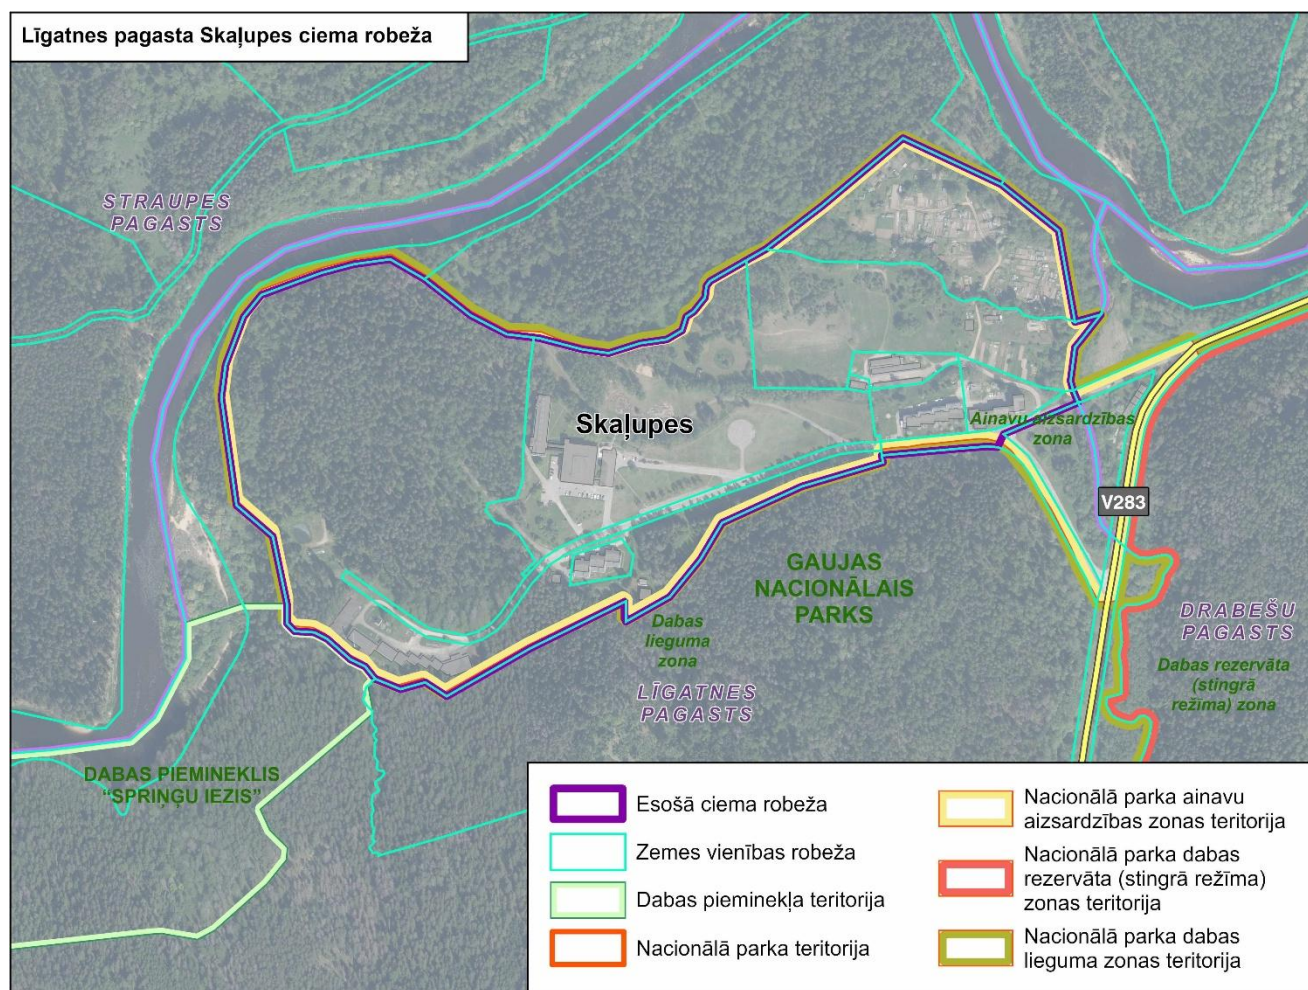 Līgatnes pagasta Skaļupes ciema robeža
STRAUPES
PAGASTS
Skaļupes
Ainavu aizsardzības
zona
V283
GAUJAS
NACIONĀLAIS
PARKS
DRABEŠU
PAGASTS
Dabas
lieguma
zona
Dabas rezervāta
(stingrā
režīma) zona
LĪGATNES
PAGASTS
DABAS PIEMINEKLIS
“SPRIŅĢU IEZIS”
Esošā ciema robeža
Zemes vienības robeža
Dabas pieminekļa teritorija
Nacionālā parka teritorija
Nacionālā parka ainavu
aizsardzības zonas teritorija
Nacionālā parka dabas
rezervāta (stingrā režīma)
zonas teritorija
Nacionālā parka dabas
lieguma zonas teritorija